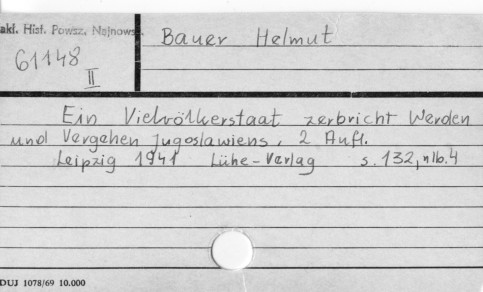 akl. Hist. Powsz. Najnows.
61148
II
Bauer Helmut
Ein Vielvölkerstaat zerbricht Werden
und Vergehen Jugoslawiens, 2 Aufl.
Leipzig 1941 Lühe-Verlag s. 132, nlb. 4
DUJ 1078/69 10.000